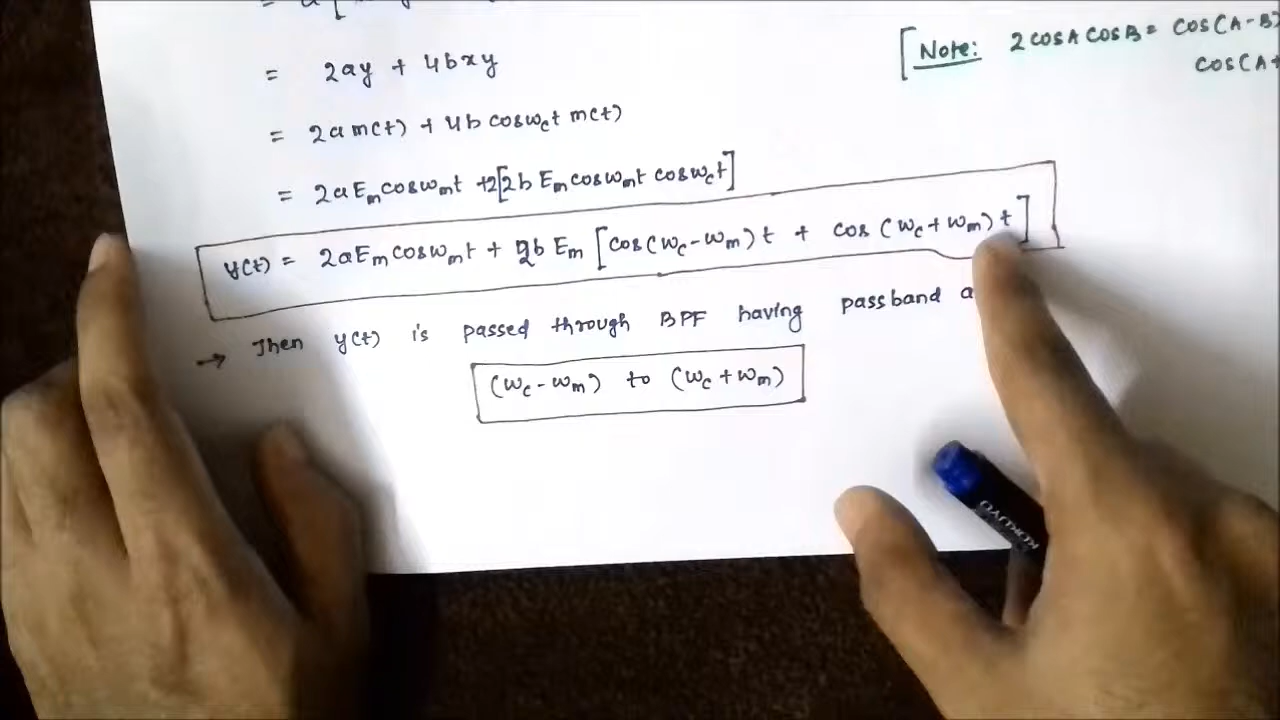 = 2ay + 4bxy
= 2a m(t) + 4b cosω_ct m(t)
= 2aE_m cosω_mt +2[2b E_m cosω_mt cosω_ct]
y(t) = 2aE_m cosω_mt + 2b E_m [cos(ω_c-ω_m)t + cos(ω_c+ω_m)t]
→ Then y(t) is passed through BPF having passband
(ω_c-ω_m) to (ω_c+ω_m)
[Note: 2cosA cosB = cos(A-B)
cos(A+